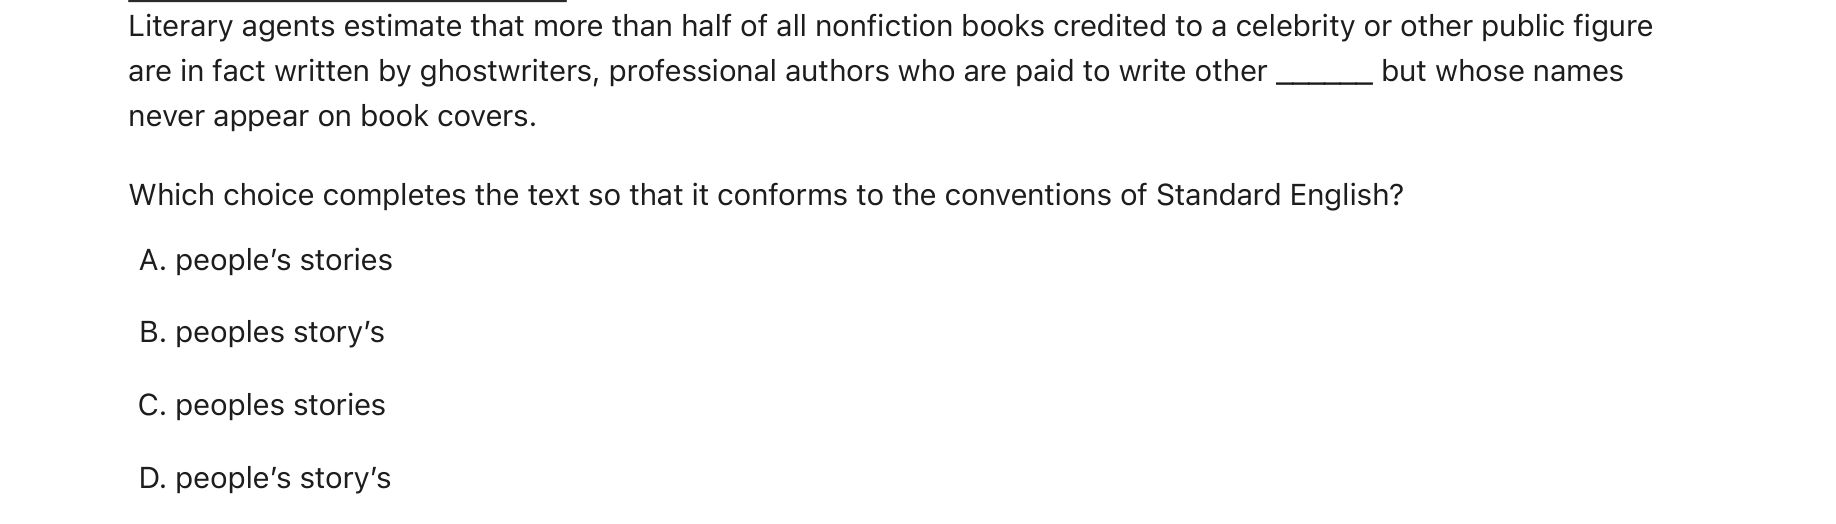 Literary agents estimate that more than half of all nonfiction books credited to a celebrity or other public figure
are in fact written by ghostwriters, professional authors who are paid to write other ______ but whose names
never appear on book covers.
Which choice completes the text so that it conforms to the conventions of Standard English?
A. people’s stories
B. peoples story’s
C. peoples stories
D. people’s story’s